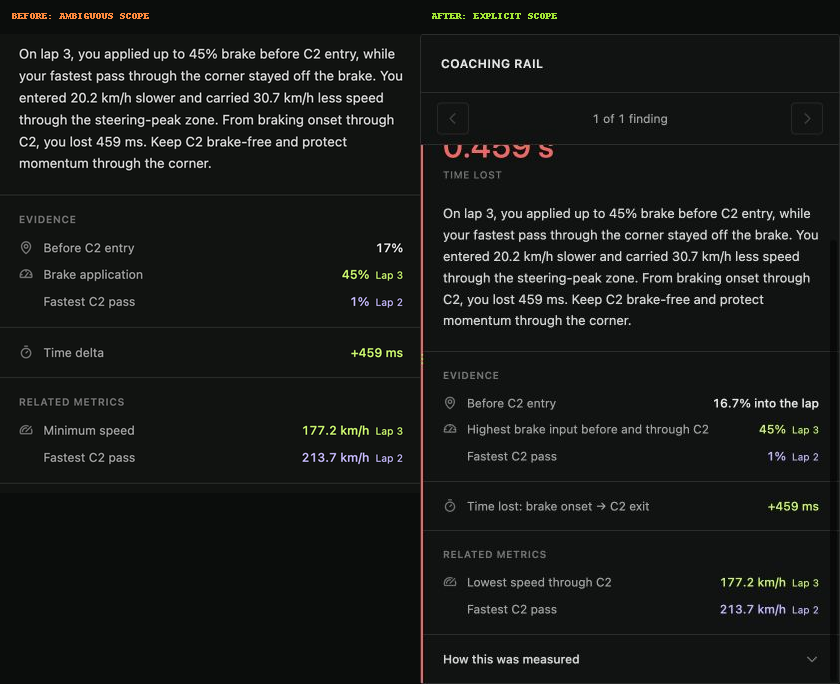 BEFORE: AMBIGUOUS SCOPE
On lap 3, you applied up to 45% brake before C2 entry, while
your fastest pass through the corner stayed off the brake. You
entered 20.2 km/h slower and carried 30.7 km/h less speed
through the steering-peak zone. From braking onset through
C2, you lost 459 ms. Keep C2 brake-free and protect
momentum through the corner.
EVIDENCE
Before C2 entry 17%
Brake application 45% Lap 3
Fastest C2 pass 1% Lap 2
Time delta +459 ms
RELATED METRICS
Minimum speed 177.2 km/h Lap 3
Fastest C2 pass 213.7 km/h Lap 2
AFTER: EXPLICIT SCOPE
COACHING RAIL
1 of 1 finding
0.459 s
TIME LOST
On lap 3, you applied up to 45% brake before C2 entry, while
your fastest pass through the corner stayed off the brake. You
entered 20.2 km/h slower and carried 30.7 km/h less speed
through the steering-peak zone. From braking onset through
C2, you lost 459 ms. Keep C2 brake-free and protect
momentum through the corner.
EVIDENCE
Before C2 entry 16.7% into the lap
Highest brake input before and through C2 45% Lap 3
Fastest C2 pass 1% Lap 2
Time lost: brake onset → C2 exit +459 ms
RELATED METRICS
Lowest speed through C2 177.2 km/h Lap 3
Fastest C2 pass 213.7 km/h Lap 2
How this was measured